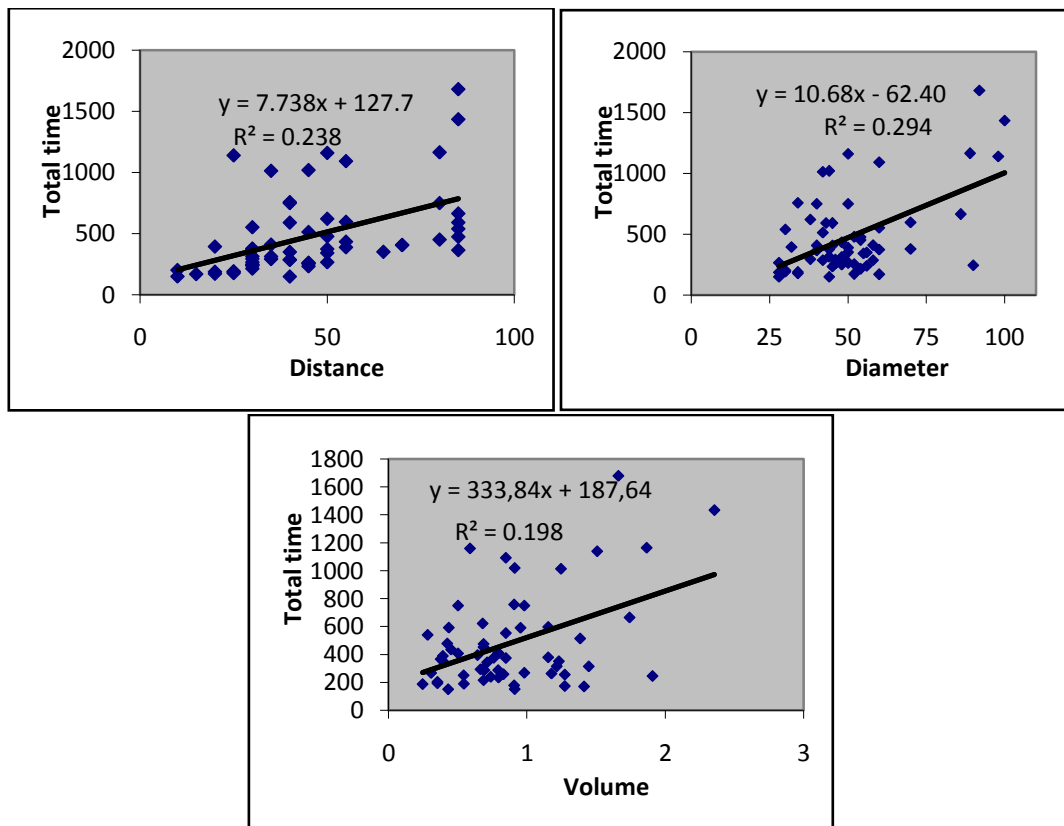 2000
1500
1000
500
0
Total time
y = 7.738x + 127.7
R² = 0.238
0 50 100
Distance
2000
1500
1000
500
0
Total time
y = 10.68x - 62.40
R² = 0.294
0 25 50 75 100
Diameter
1800
1600
1400
1200
1000
800
600
400
200
0
Total time
y = 333,84x + 187,64
R² = 0.198
0 1 2 3
Volume